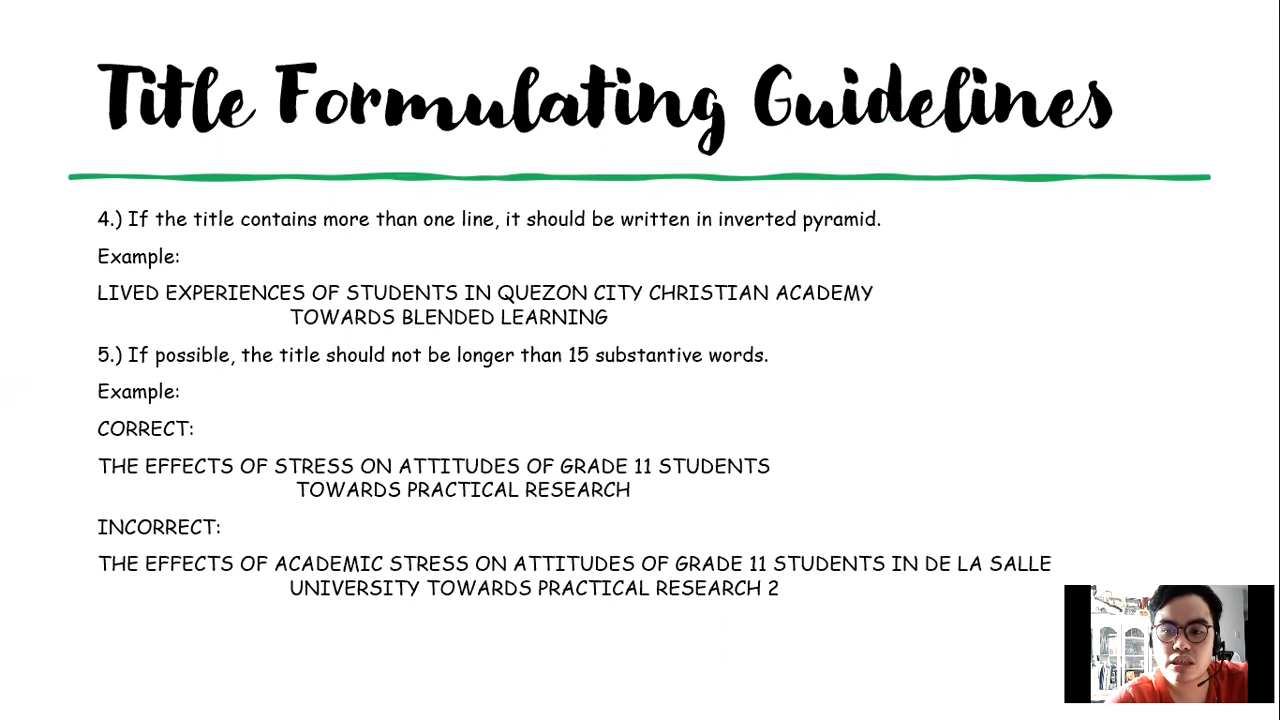 Title Formulating Guidelines
4.) If the title contains more than one line, it should be written in inverted pyramid.
Example:
LIVED EXPERIENCES OF STUDENTS IN QUEZON CITY CHRISTIAN ACADEMY
TOWARDS BLENDED LEARNING
5.) If possible, the title should not be longer than 15 substantive words.
Example:
CORRECT:
THE EFFECTS OF STRESS ON ATTITUDES OF GRADE 11 STUDENTS
TOWARDS PRACTICAL RESEARCH
INCORRECT:
THE EFFECTS OF ACADEMIC STRESS ON ATTITUDES OF GRADE 11 STUDENTS IN DE LA SALLE
UNIVERSITY TOWARDS PRACTICAL RESEARCH 2